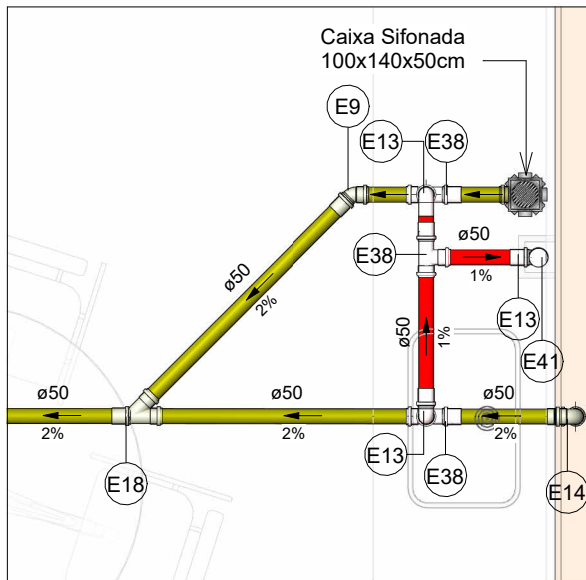 Caixa Sifonada
100x140x50cm
E9
E13
E38
E38
ø50
1%
ø50
2%
ø50
1%
E13
E41
ø50
2%
ø50
2%
ø50
2%
E18
E13
E38
E14